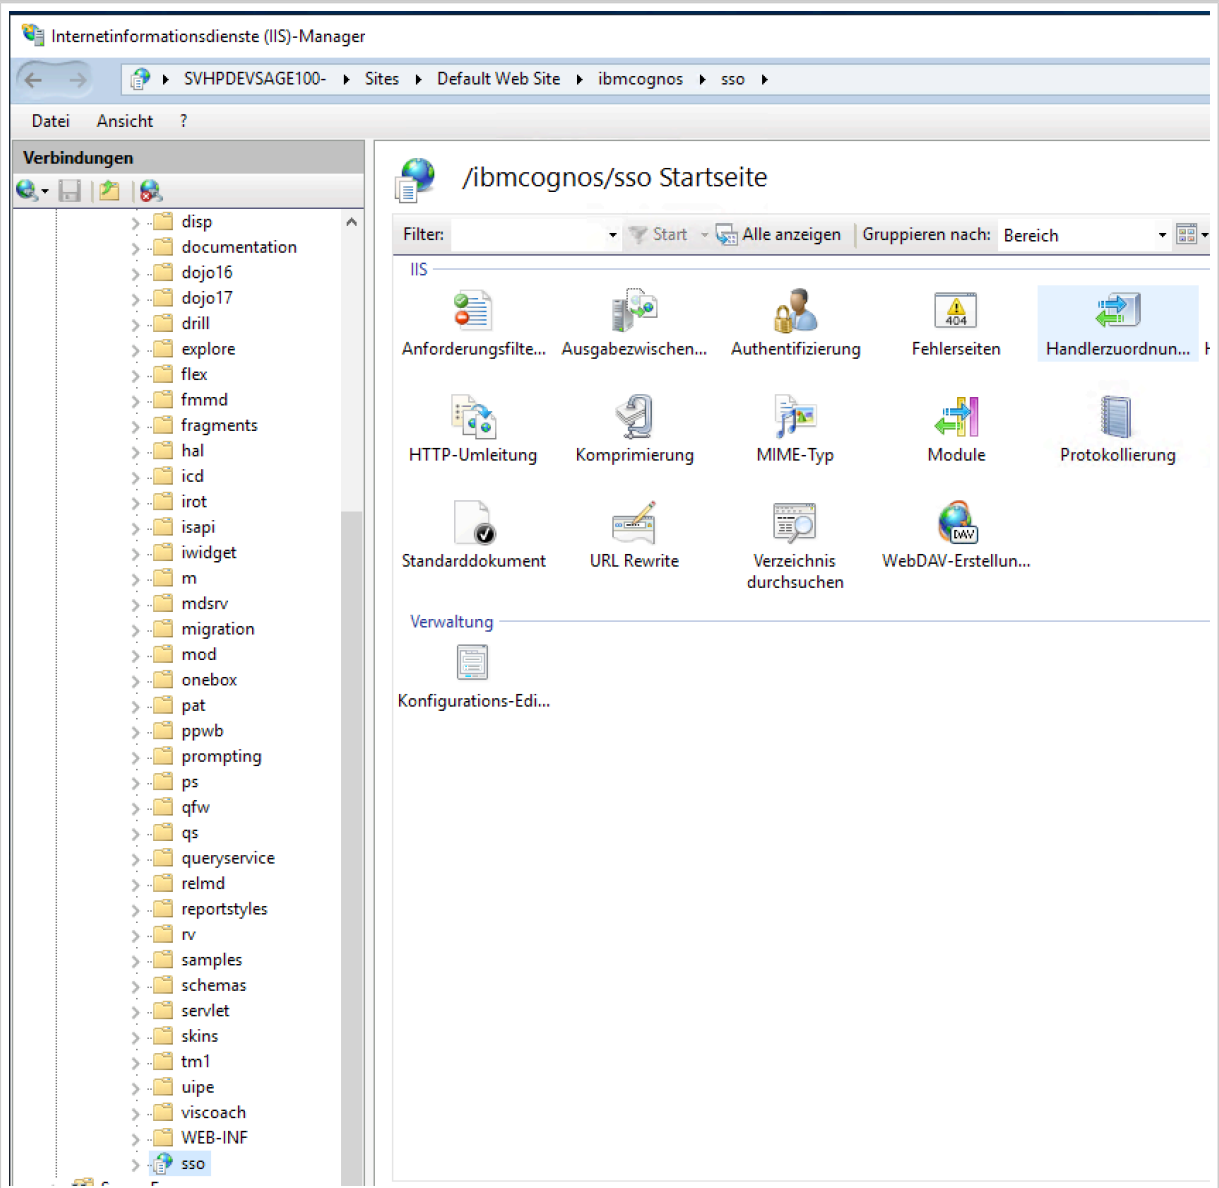 Internetinformationsdienste (IIS)-Manager
SVHPDEVSAGE100- Sites Default Web Site ibmcognos sso
Datei Ansicht ?
Verbindungen
disp
documentation
dojo16
dojo17
drill
explore
flex
fmmd
fragments
hal
icd
irot
isapi
iwidget
m
mdsrv
migration
mod
onebox
pat
ppwb
prompting
ps
qfw
qs
queryservice
relmd
reportstyles
rv
samples
schemas
servlet
skins
tm1
uipe
viscoach
WEB-INF
sso
/ibmcognos/sso Startseite
Filter: Start Alle anzeigen Gruppieren nach: Bereich
IIS
404
Anforderungsfilte... Ausgabezwischen... Authentifizierung Fehlerseiten Handlerzuordnun...
HTTP-Umleitung Komprimierung MIME-Typ Module Protokollierung
DAV
Standarddokument URL Rewrite Verzeichnis WebDAV-Erstellun...
durchsuchen
Verwaltung
Konfigurations-Edi...